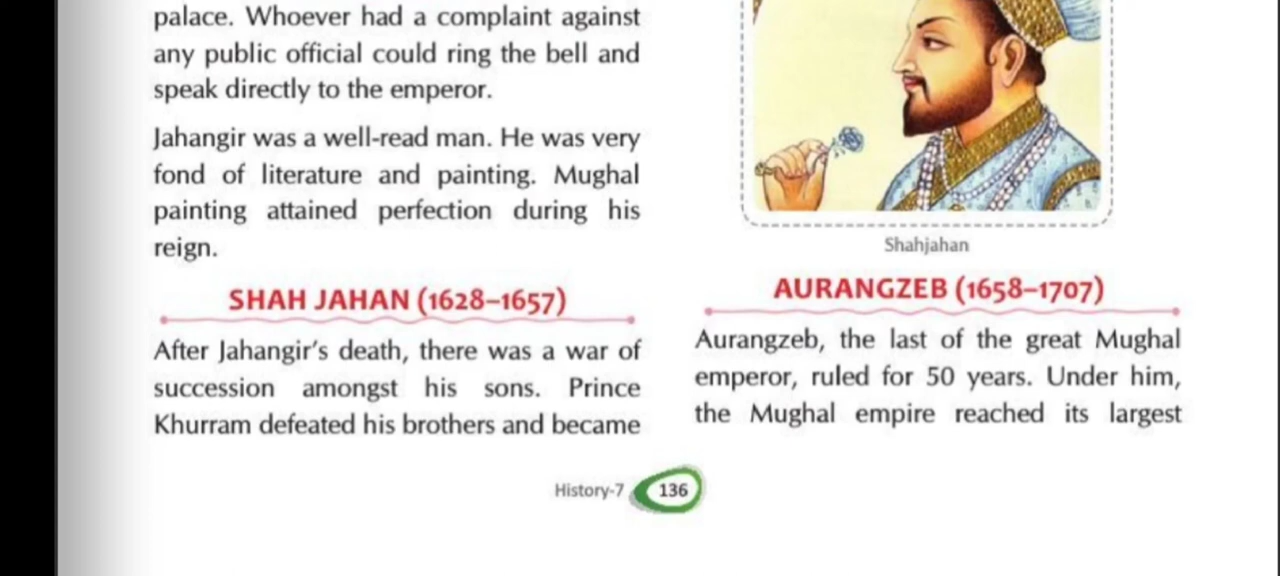 palace. Whoever had a complaint against
any public official could ring the bell and
speak directly to the emperor.
Jahangir was a well-read man. He was very
fond of literature and painting. Mughal
painting attained perfection during his
reign.
SHAH JAHAN (1628–1657)
After Jahangir's death, there was a war of
succession amongst his sons. Prince
Khurram defeated his brothers and became
Shahjahan
AURANGZEB (1658–1707)
Aurangzeb, the last of the great Mughal
emperor, ruled for 50 years. Under him,
the Mughal empire reached its largest
History-7 136